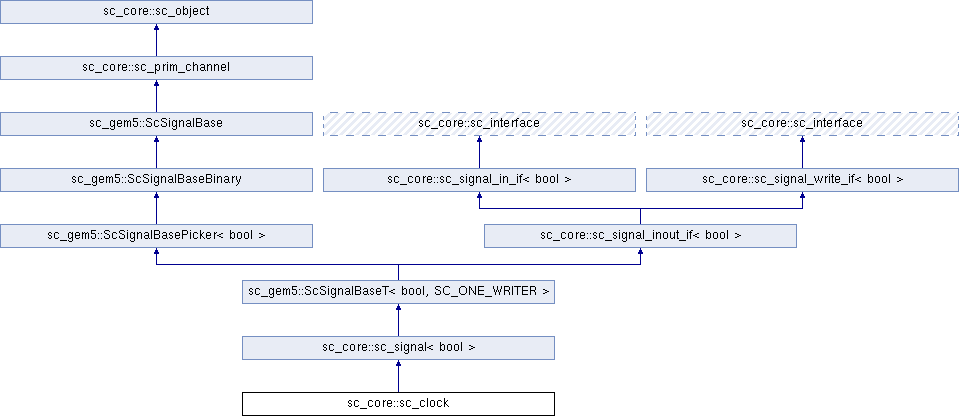 sc_core::sc_object
sc_core::sc_prim_channel
sc_gem5::ScSignalBase
sc_core::sc_interface
sc_core::sc_interface
sc_gem5::ScSignalBaseBinary
sc_core::sc_signal_in_if< bool >
sc_core::sc_signal_write_if< bool >
sc_gem5::ScSignalBasePicker< bool >
sc_core::sc_signal_inout_if< bool >
sc_gem5::ScSignalBaseT< bool, SC_ONE_WRITER >
sc_core::sc_signal< bool >
sc_core::sc_clock